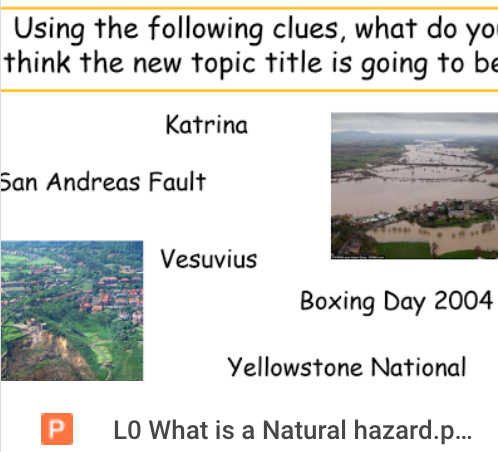 Using the following clues, what do yo
think the new topic title is going to be
Katrina
San Andreas Fault
Vesuvius
Boxing Day 2004
Yellowstone National
P
L0 What is a Natural hazard.p...